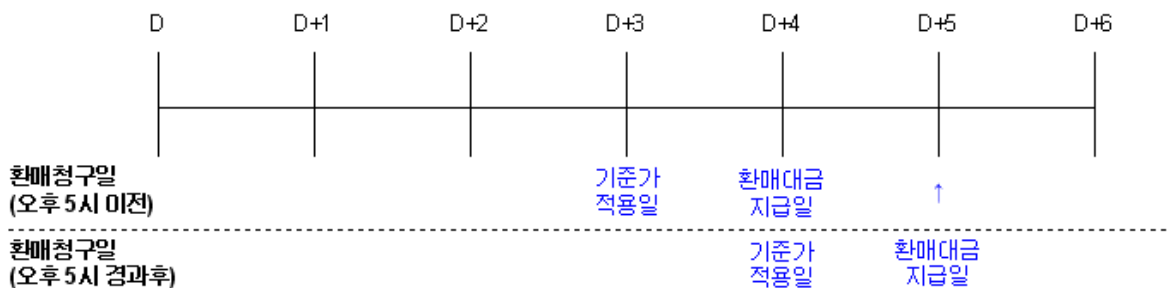 D D+1 D+2 D+3 D+4 D+5 D+6
환매청구일 기준가 환매대금 ↑
(오후 5시 이전) 적용일 지급일
환매청구일 기준가 환매대금
(오후 5시 경과후) 적용일 지급일